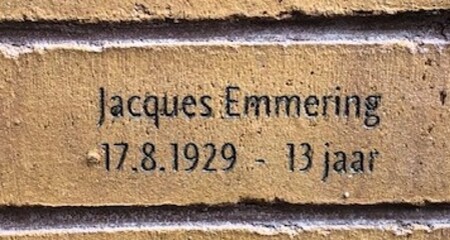 Jacques Emmering
17.8.1929 - 13 jaar